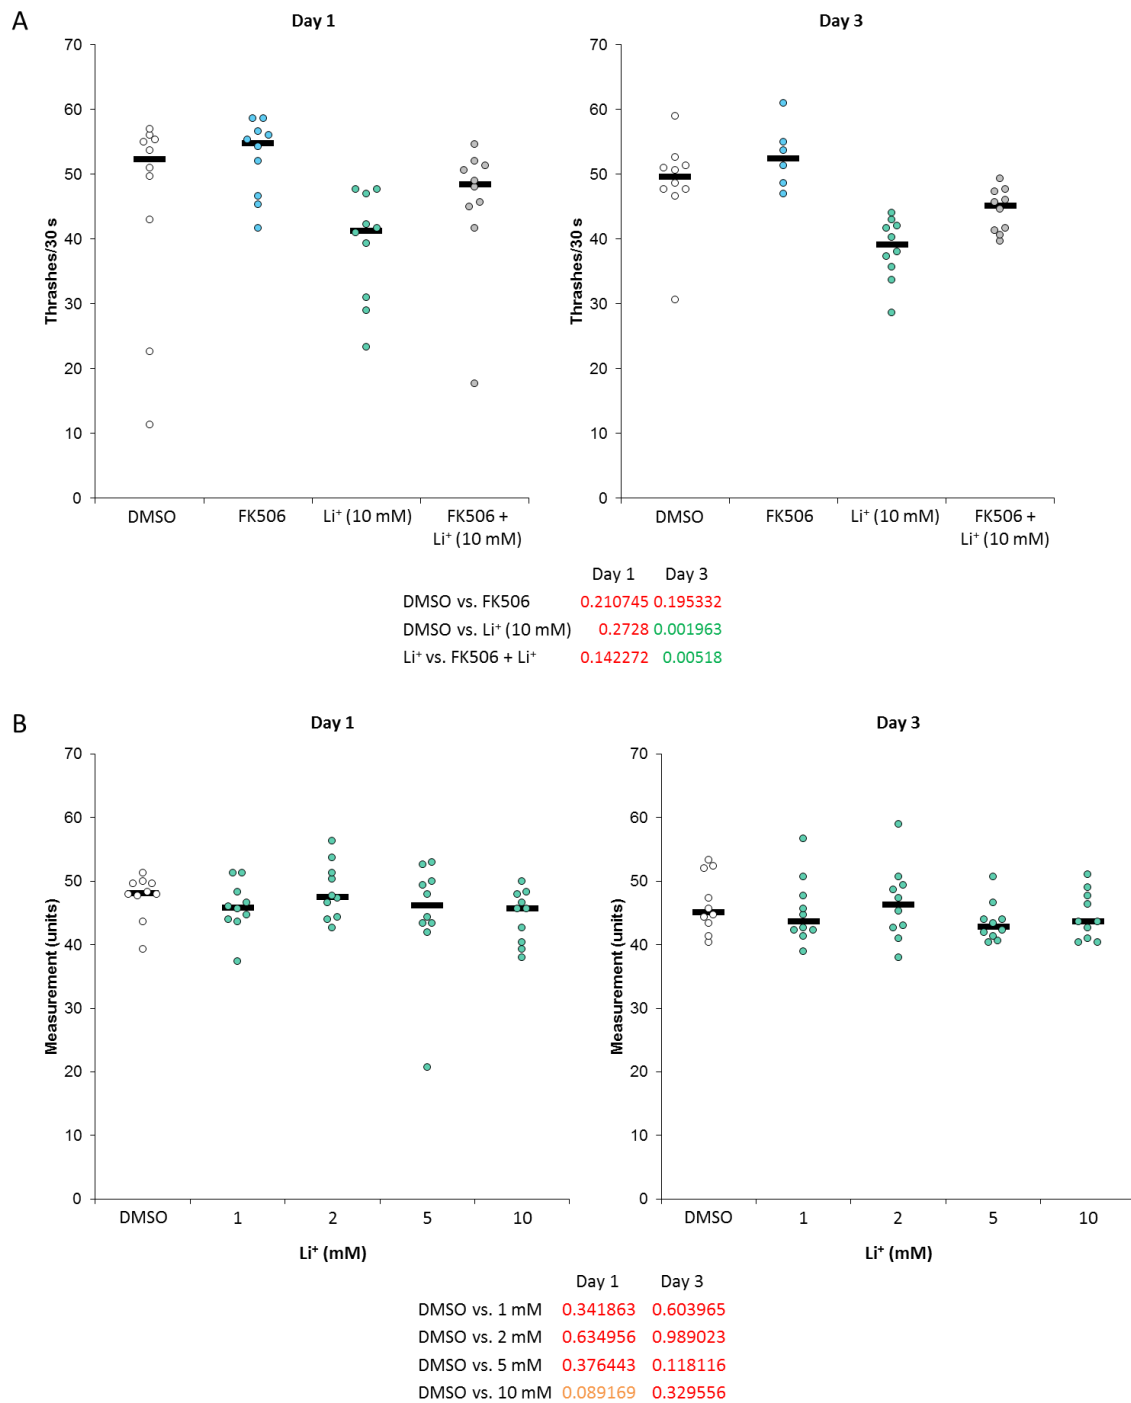 A
Day 1
Day 3
70
60
50
40
30
20
10
0
Thrashes/30 s
DMSO
FK506
Li⁺ (10 mM)
FK506 +
Li⁺ (10 mM)
70
60
50
40
30
20
10
0
Thrashes/30 s
DMSO
FK506
Li⁺ (10 mM)
FK506 +
Li⁺ (10 mM)
Day 1 Day 3
DMSO vs. FK506 0.210745 0.195332
DMSO vs. Li⁺ (10 mM) 0.2728 0.001963
Li⁺ vs. FK506 + Li⁺ 0.142272 0.00518
B
Day 1
Day 3
70
60
50
40
30
20
10
0
Measurement (units)
DMSO 1 2 5 10
Li⁺ (mM)
70
60
50
40
30
20
10
0
Measurement (units)
DMSO 1 2 5 10
Li⁺ (mM)
Day 1 Day 3
DMSO vs. 1 mM 0.341863 0.603965
DMSO vs. 2 mM 0.634956 0.989023
DMSO vs. 5 mM 0.376443 0.118116
DMSO vs. 10 mM 0.089169 0.329556